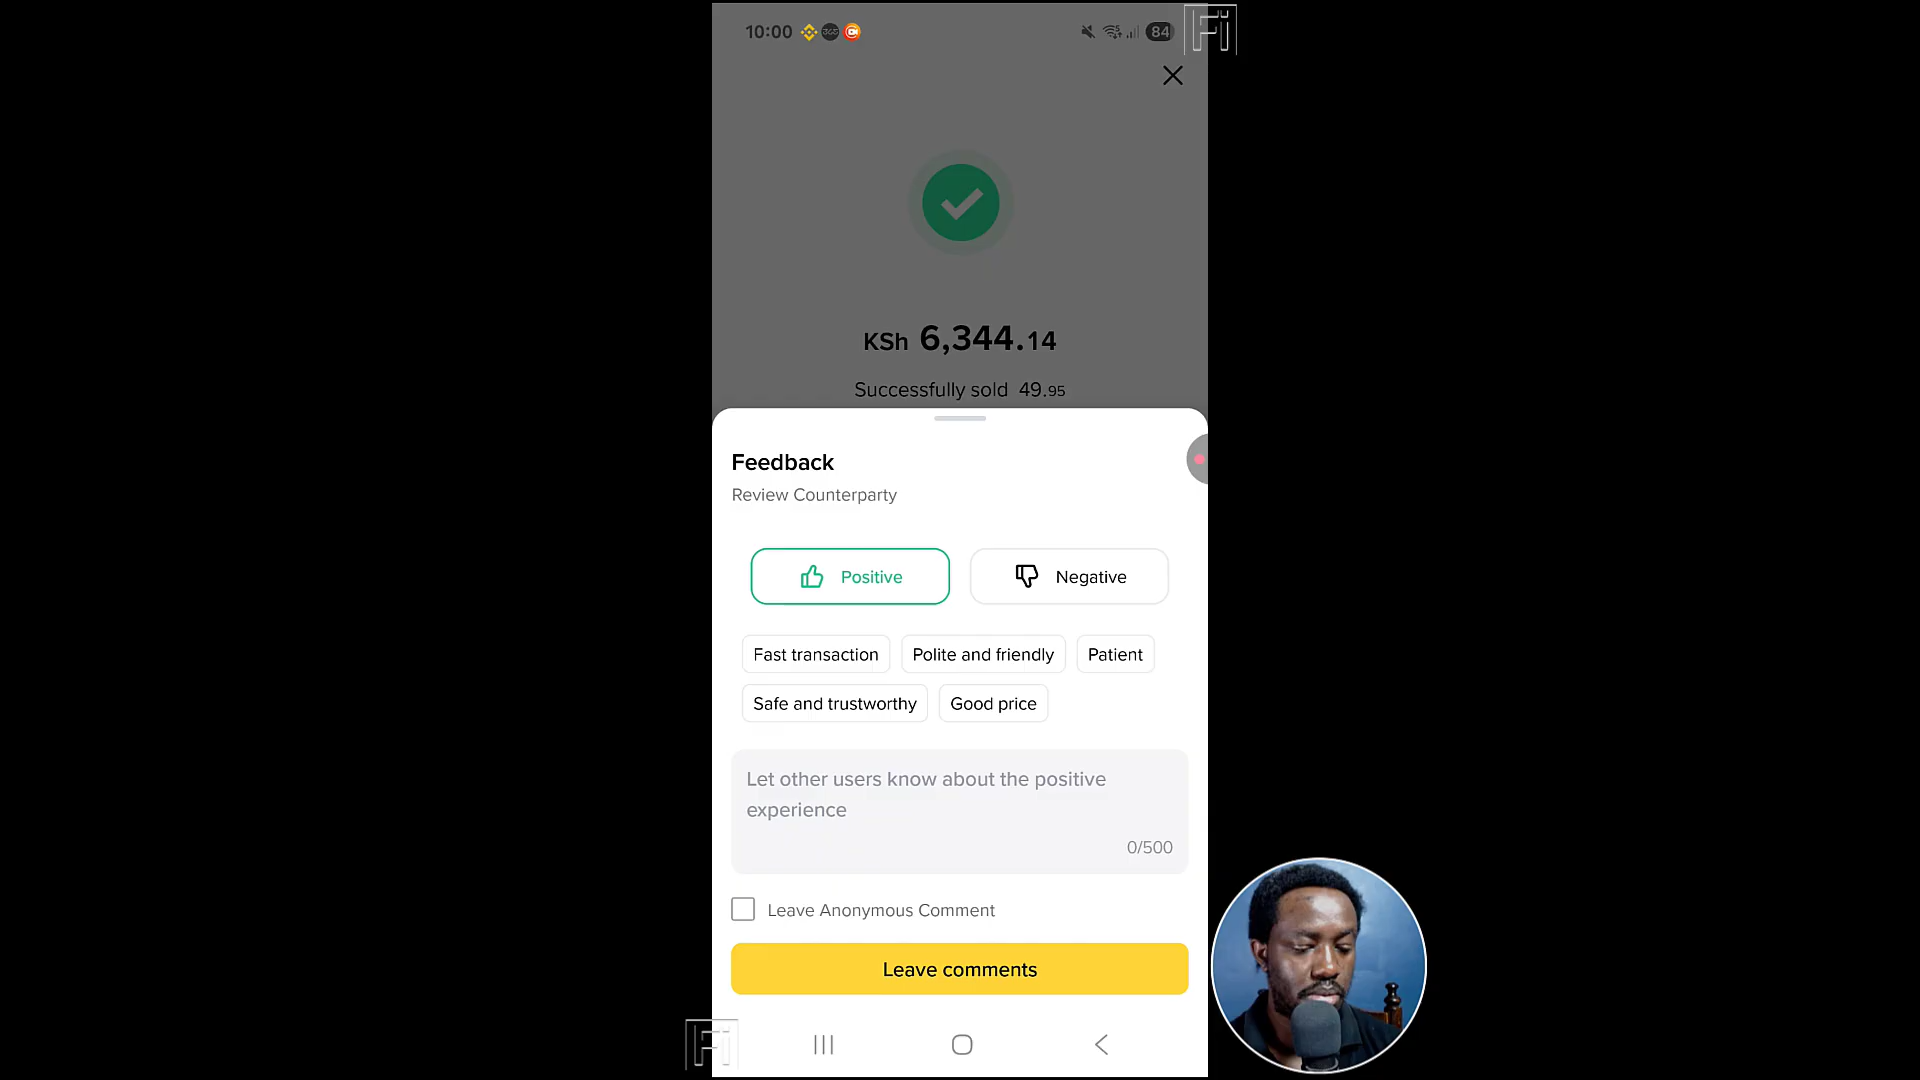 10:00
84
Fi
KSh 6,344.14
Successfully sold 49.95
Feedback
Review Counterparty
Positive
Negative
Fast transaction
Polite and friendly
Patient
Safe and trustworthy
Good price
Let other users know about the positive
experience
0/500
Leave Anonymous Comment
Leave comments
Fi